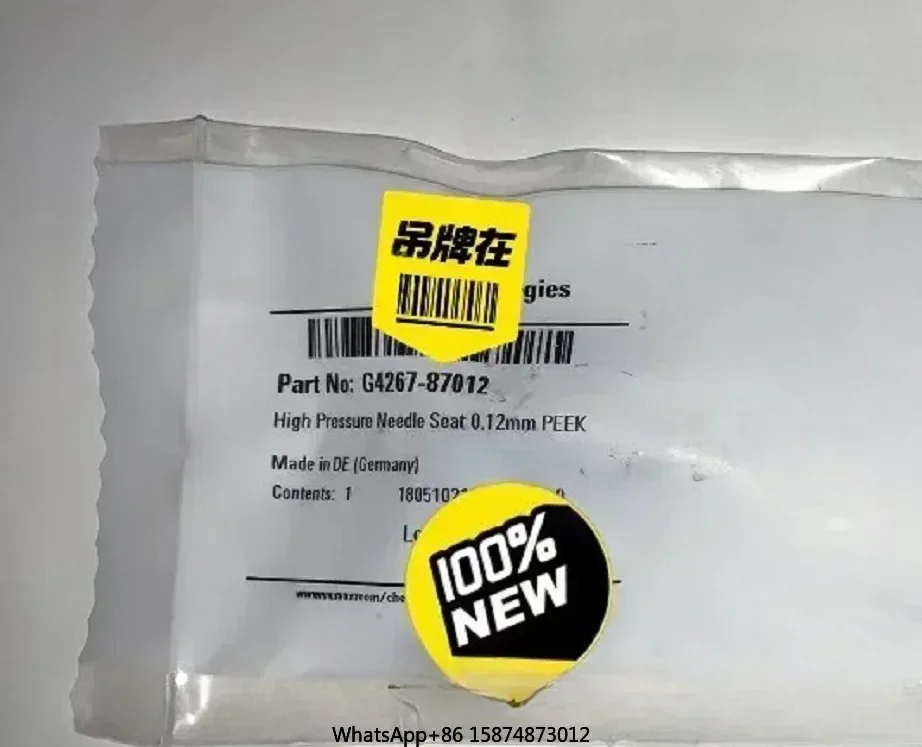 吊牌在
gies
Part No: G4267-87012
High Pressure Needle Seat 0.12mm PEEK
Made in DE (Germany)
Contents: 1 1805102
100%
NEW
WhatsApp+86 15874873012